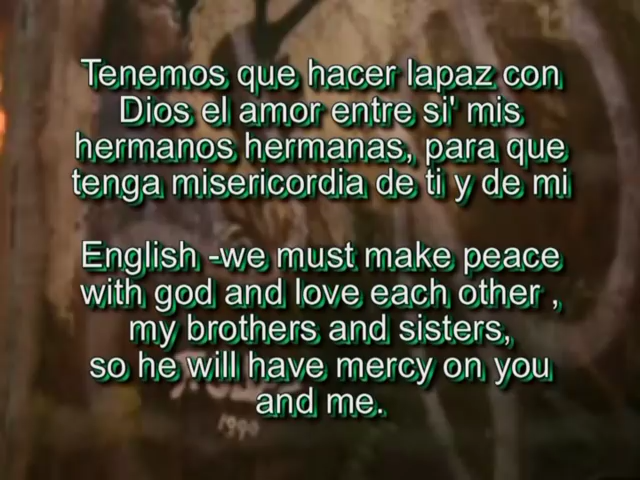 Tenemos que hacer lapaz con
Dios el amor entre si' mis
hermanos hermanas, para que
tenga misericordia de ti y de mi
English -we must make peace
with god and love each other ,
my brothers and sisters,
so he will have mercy on you
and me.
1990